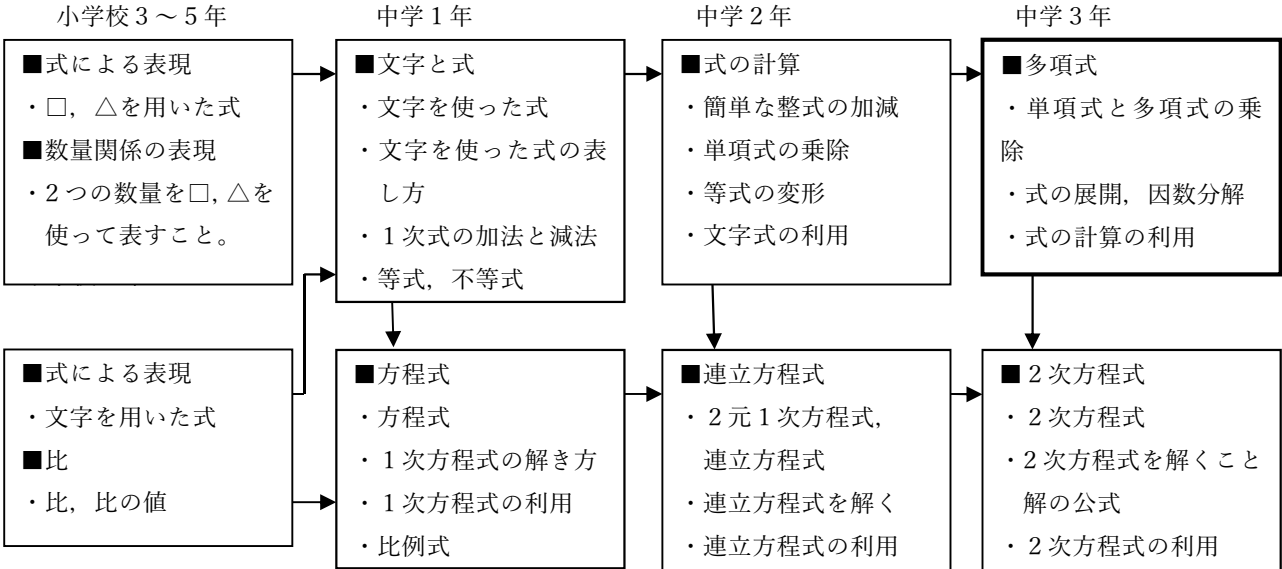 小学校３～５年
中学１年
中学２年
中学３年
■式による表現
・□，△を用いた式
■数量関係の表現
・２つの数量を□,△を
使って表すこと。
■文字と式
・文字を使った式
・文字を使った式の表
し方
・１次式の加法と減法
・等式，不等式
■式の計算
・簡単な整式の加減
・単項式の乗除
・等式の変形
・文字式の利用
■多項式
・単項式と多項式の乗
除
・式の展開，因数分解
・式の計算の利用
■式による表現
・文字を用いた式
■比
・比，比の値
■方程式
・方程式
・１次方程式の解き方
・１次方程式の利用
・比例式
■連立方程式
・２元１次方程式，
連立方程式
・連立方程式を解く
・連立方程式の利用
■２次方程式
・２次方程式
・２次方程式を解くこと
解の公式
・２次方程式の利用